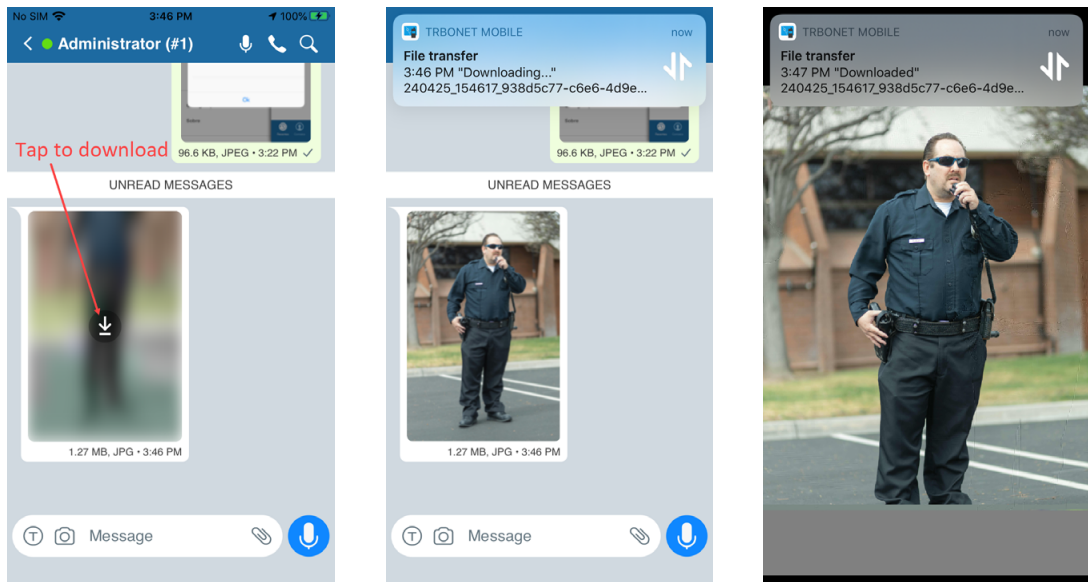 No SIM 3:46 PM 100%
Administrator (#1)
Ok
96.6 KB, JPEG • 3:22 PM
Tap to download
UNREAD MESSAGES
1.27 MB, JPG • 3:46 PM
T
Message
TRBONET MOBILE now
File transfer
3:46 PM "Downloading..."
240425_154617_938d5c77-c6e6-4d9e...
96.6 KB, JPEG • 3:22 PM
UNREAD MESSAGES
1.27 MB, JPG • 3:46 PM
T
Message
TRBONET MOBILE now
File transfer
3:47 PM "Downloaded"
240425_154617_938d5c77-c6e6-4d9e...